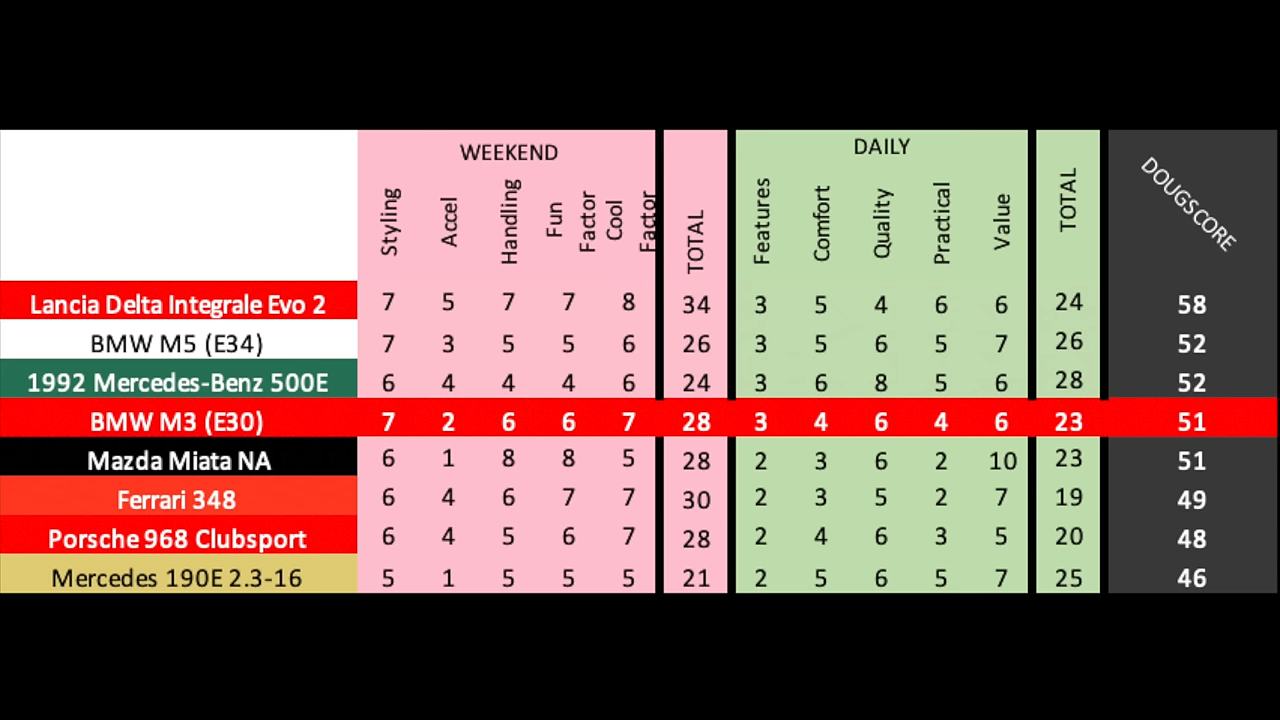 WEEKEND DAILY
Styling Accel Handling Fun Factor Cool Factor TOTAL Features Comfort Quality Practical Value TOTAL DOUGSCORE
Lancia Delta Integrale Evo 2 7 5 7 7 8 34 3 5 4 6 6 24 58
BMW M5 (E34) 7 3 5 5 6 26 3 5 6 5 7 26 52
1992 Mercedes-Benz 500E 6 4 4 4 6 24 3 6 8 5 6 28 52
BMW M3 (E30) 7 2 6 6 7 28 3 4 6 4 6 23 51
Mazda Miata NA 6 1 8 8 5 28 2 3 6 2 10 23 51
Ferrari 348 6 4 6 7 7 30 2 3 5 2 7 19 49
Porsche 968 Clubsport 6 4 5 6 7 28 2 4 6 3 5 20 48
Mercedes 190E 2.3-16 5 1 5 5 5 21 2 5 6 5 7 25 46